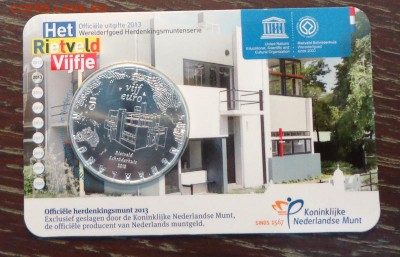 Het
Rietveld
Vijfje
Officiële uitgifte 2013
Werelderfgoed Herdenkingsmuntenserie
United Nations
Educational, Scientific and
Cultural Organization
Rietveld Schröderhuis
vijf
euro
Rietveld
Schröderhuis
2013
Officiële herdenkingsmunt 2013
Exclusief geslagen door de Koninklijke Nederlandse Munt,
de officiële producent van Nederlands muntgeld.
SINDS 1567
Koninklijke
Nederlandse Munt